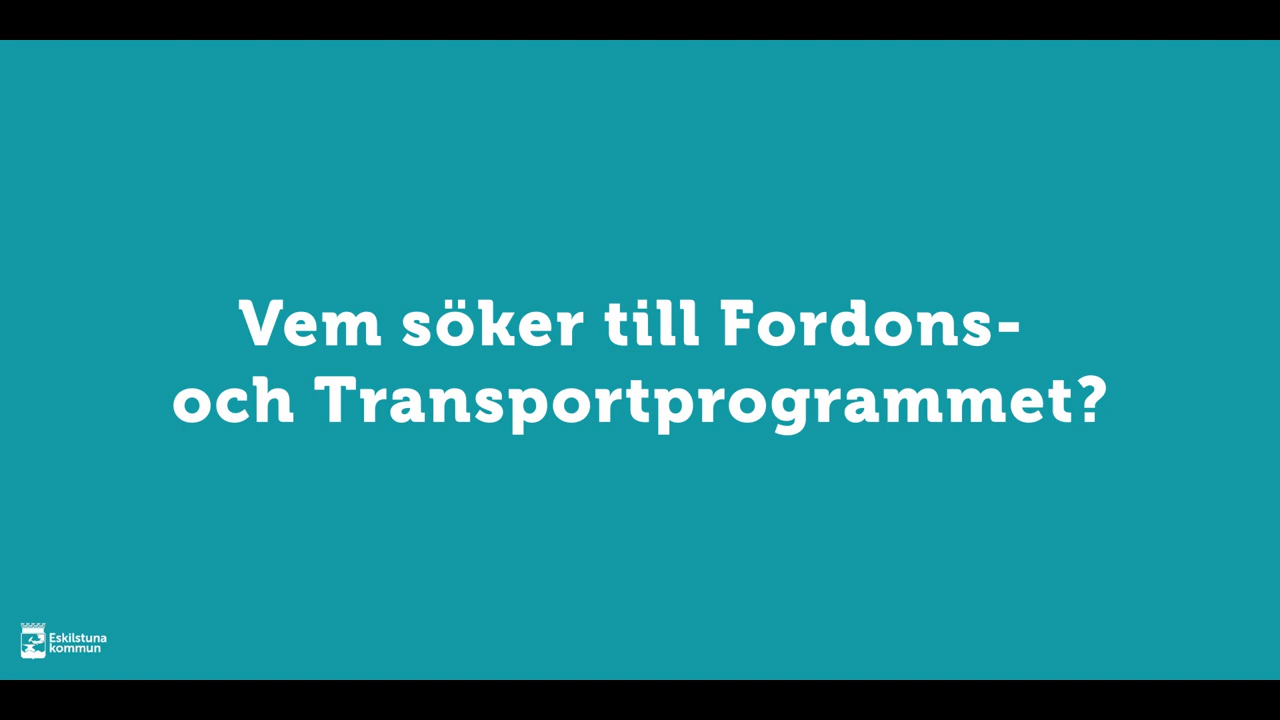 Vem söker till Fordons-
och Transportprogrammet?
Eskilstuna
kommun